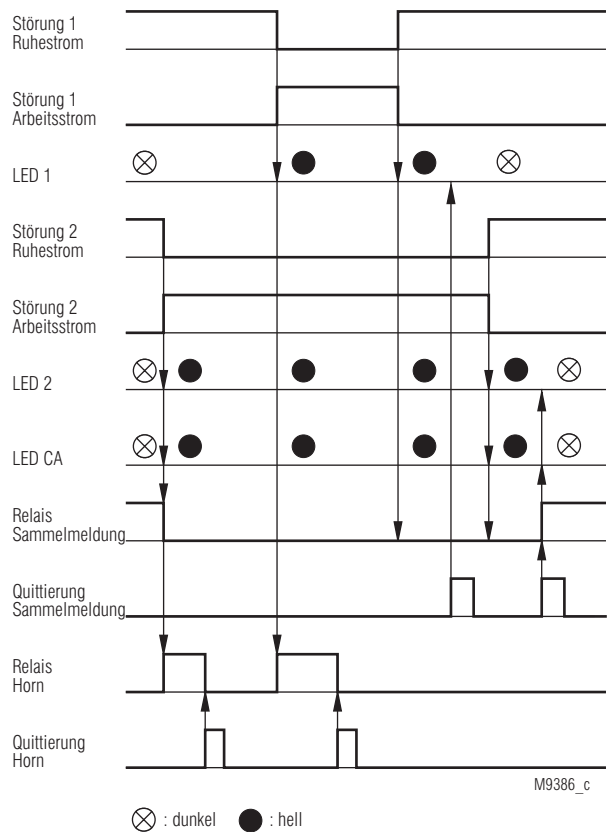 Störung 1
Ruhestrom
Störung 1
Arbeitsstrom
LED 1
Störung 2
Ruhestrom
Störung 2
Arbeitsstrom
LED 2
LED CA
Relais
Sammelmeldung
Quittierung
Sammelmeldung
Relais
Horn
Quittierung
Horn
M9386_c
: dunkel : hell